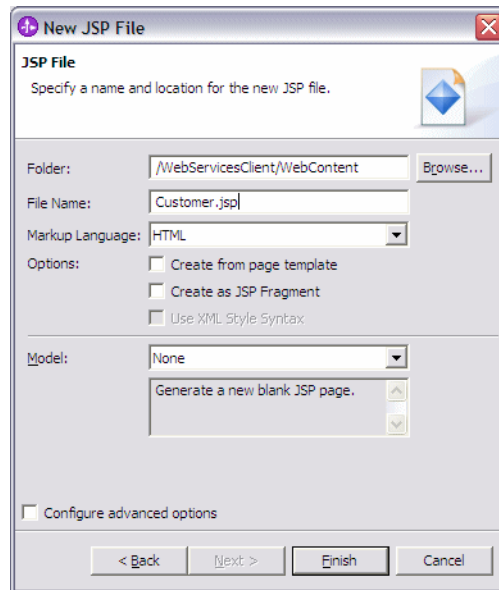 New JSP File
JSP File
Specify a name and location for the new JSP file.
Folder: /WebServicesClient/WebContent Browse...
File Name: Customer.jsp
Markup Language: HTML
Options: Create from page template
Create as JSP Fragment
Use XML Style Syntax
Model: None
Generate a new blank JSP page.
Configure advanced options
< Back Next > Finish Cancel